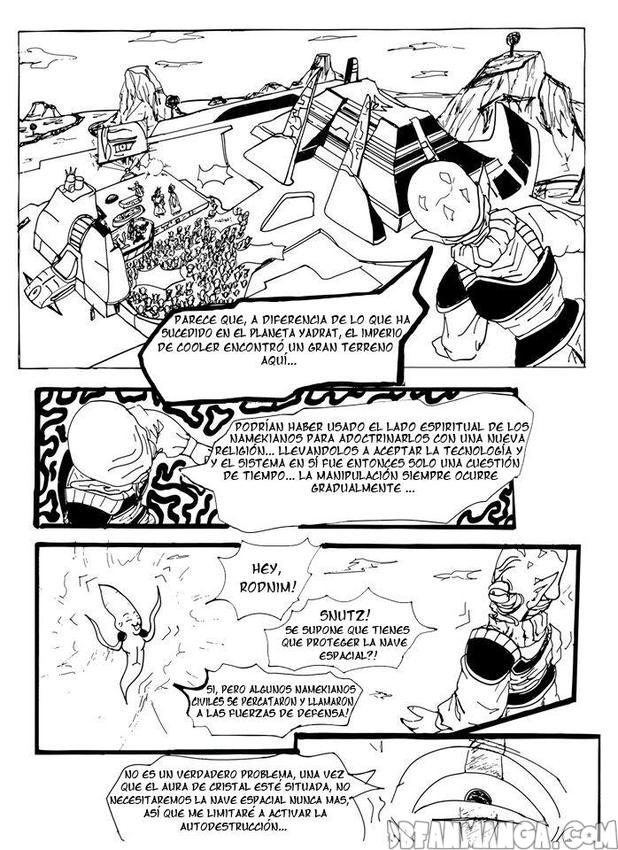 PARECE QUE, A DIFERENCIA DE LO QUE HA
SUCEDIDO EN EL PLANETA YADRAT, EL IMPERIO
DE COOLER ENCONTRÓ UN GRAN TERRENO
AQUÍ...
PODRÍAN HABER USADO EL LADO ESPIRITUAL DE LOS
NAMEKIANOS PARA ADOCTRINARLOS CON UNA NUEVA
RELIGIÓN... LLEVANDOLOS A ACEPTAR LA TECNOLOGÍA Y
Y EL SISTEMA EN SÍ FUE ENTONCES SOLO UNA CUESTIÓN
DE TIEMPO... LA MANIPULACIÓN SIEMPRE OCURRE
GRADUALMENTE ...
HEY,
RODNIM!
SNUTZ!
SE SUPONE QUE TIENES
QUE PROTEGER LA NAVE
ESPACIAL?!
SI, PERO ALGUNOS NAMEKIANOS
CIVILES SE PERCATARON Y LLAMARON
A LAS FUERZAS DE DEFENSA!
NO ES UN VERDADERO PROBLEMA, UNA VEZ
QUE EL AURA DE CRISTAL ESTÉ SITUADA, NO
NECESITAREMOS LA NAVE ESPACIAL NUNCA MAS,
ASÍ QUE ME LIMITARÉ A ACTIVAR LA
AUTODESTRUCCIÓN...
DBFANMANGA.COM